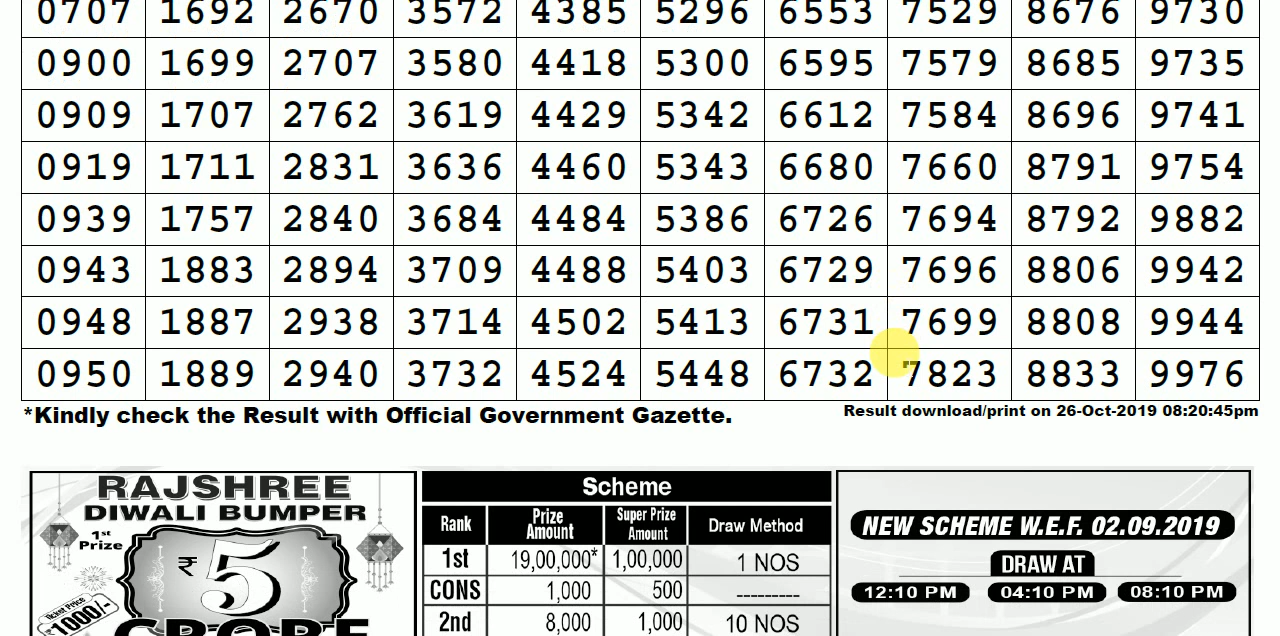 0707 1692 2670 3572 4385 5296 6553 7529 8676 9730
0900 1699 2707 3580 4418 5300 6595 7579 8685 9735
0909 1707 2762 3619 4429 5342 6612 7584 8696 9741
0919 1711 2831 3636 4460 5343 6680 7660 8791 9754
0939 1757 2840 3684 4484 5386 6726 7694 8792 9882
0943 1883 2894 3709 4488 5403 6729 7696 8806 9942
0948 1887 2938 3714 4502 5413 6731 7699 8808 9944
0950 1889 2940 3732 4524 5448 6732 7823 8833 9976
*Kindly check the Result with Official Government Gazette.
Result download/print on 26-Oct-2019 08:20:45pm
RAJSHREE
DIWALI BUMPER
1st
Prize
₹ 5
CRORE
Ticket Price
₹1000/-
Scheme
Rank Prize Amount Super Prize Amount Draw Method
1st 19,00,000* 1,00,000 1 NOS
CONS 1,000 500 ---------
2nd 8,000 1,000 10 NOS
NEW SCHEME W.E.F. 02.09.2019
DRAW AT
12:10 PM 04:10 PM 08:10 PM